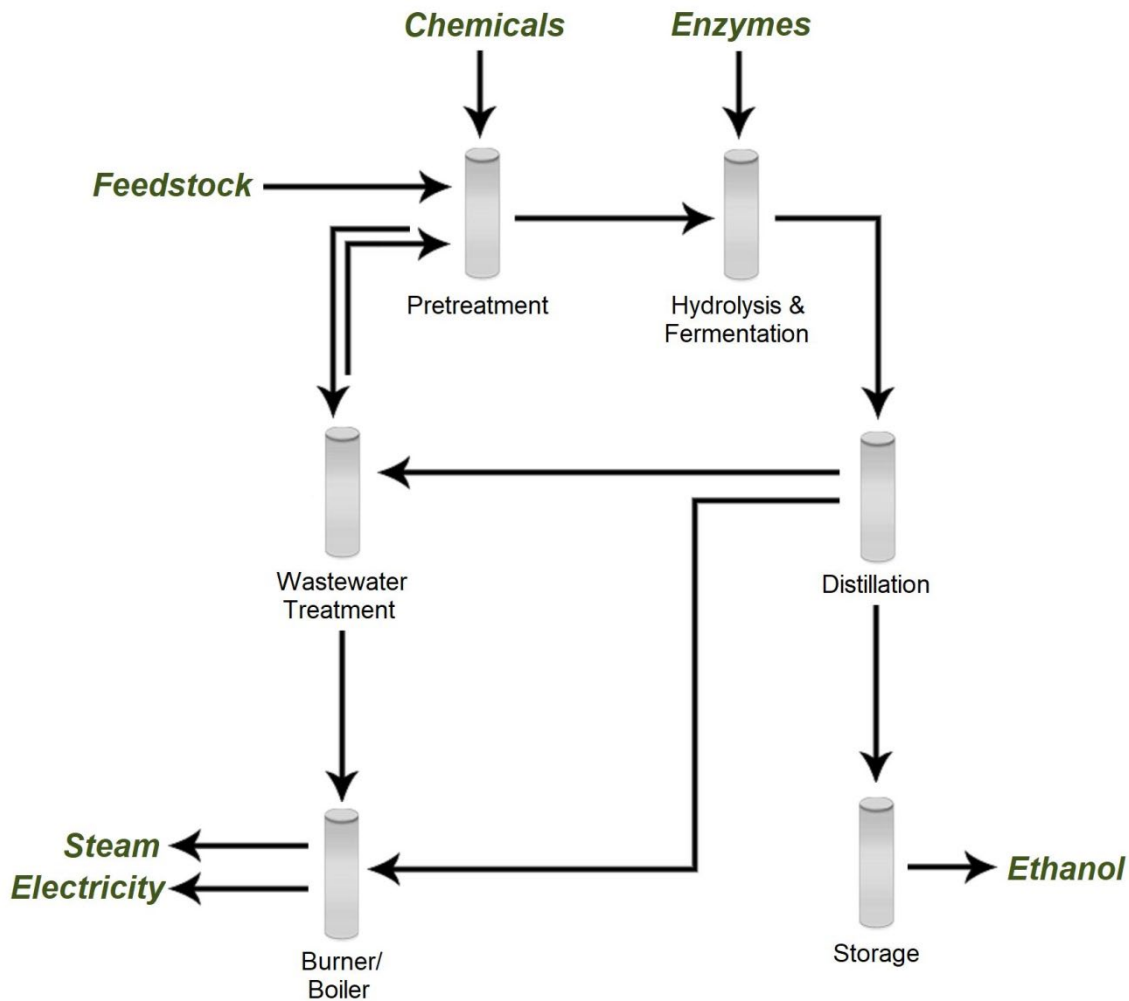 Chemicals
Enzymes
Feedstock
Pretreatment
Hydrolysis &
Fermentation
Wastewater
Treatment
Distillation
Steam
Electricity
Burner/
Boiler
Ethanol
Storage